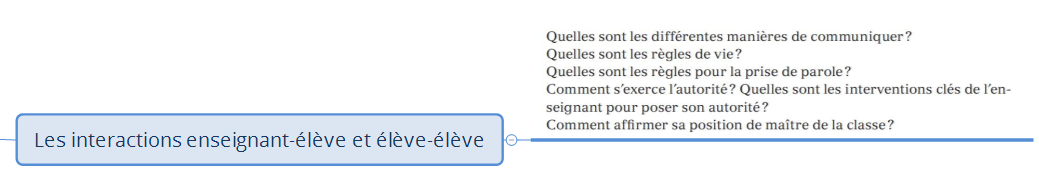 Quelles sont les différentes manières de communiquer ?
Quelles sont les règles de vie ?
Quelles sont les règles pour la prise de parole ?
Comment s'exerce l'autorité ? Quelles sont les interventions clés de l'en-
seignant pour poser son autorité ?
Comment affirmer sa position de maître de la classe ?
Les interactions enseignant-élève et élève-élève